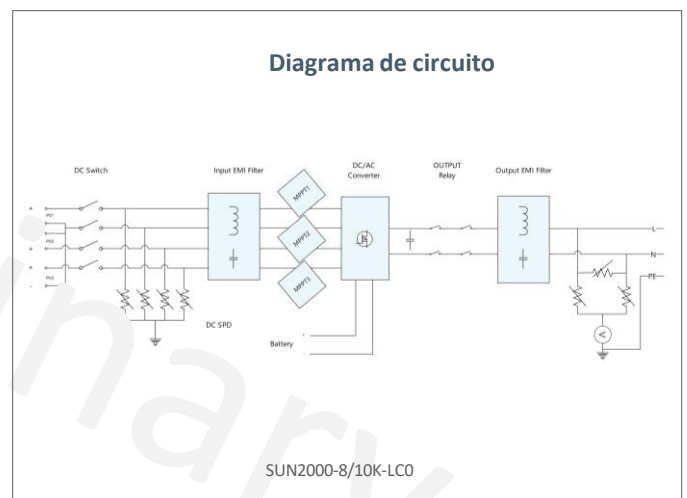 Diagrama de circuito
DC Switch
Input EMI Filter
DC/AC
Converter
OUTPUT
Relay
Output EMI Filter
MPPT1
MPPT2
MPPT3
+
PV1
-
PV2
+
+
PV3
-
DC SPD
Battery
+
-
L
N
PE
V
SUN2000-8/10K-LC0
inary